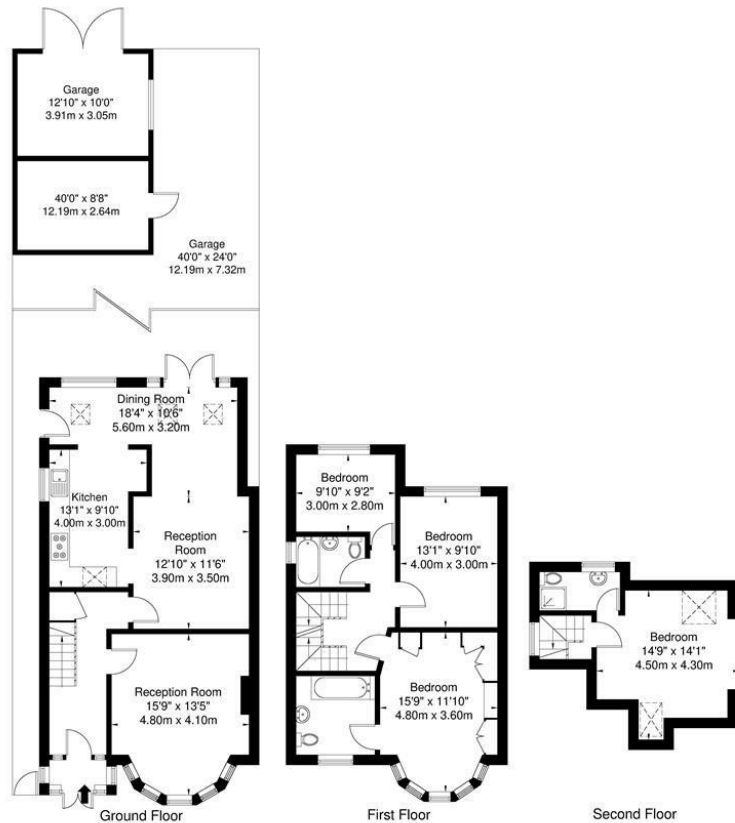 Garage
12'10" x 10'0"
3.91m x 3.05m
40'0" x 8'8"
12.19m x 2.64m
Garage
40'0" x 24'0"
12.19m x 7.32m
Dining Room
18'4" x 10'6"
5.60m x 3.20m
Kitchen
13'1" x 9'10"
4.00m x 3.00m
Reception
Room
12'10" x 11'6"
3.90m x 3.50m
Reception Room
15'9" x 13'5"
4.80m x 4.10m
Ground Floor
Bedroom
9'10" x 9'2"
3.00m x 2.80m
Bedroom
13'1" x 9'10"
4.00m x 3.00m
Bedroom
15'9" x 11'10"
4.80m x 3.60m
First Floor
Bedroom
14'9" x 14'1"
4.50m x 4.30m
Second Floor